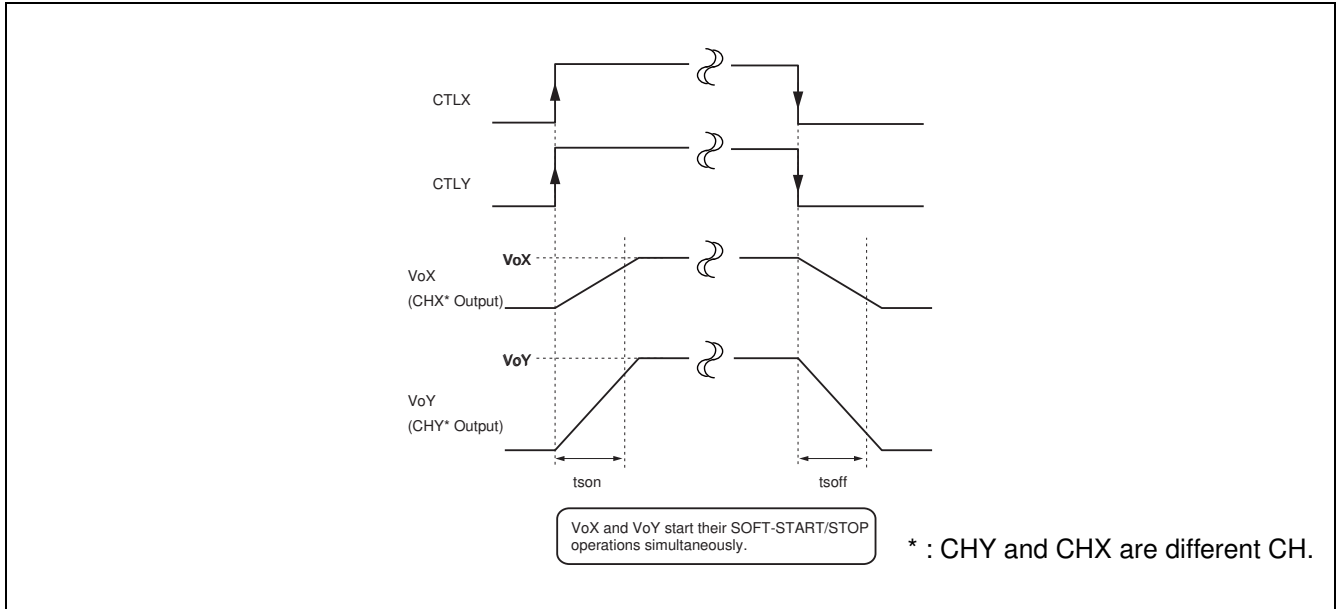 CTLX
CTLY
VoX
VoX
(CHX* Output)
VoY
VoY
(CHY* Output)
tson
tsoff
VoX and VoY start their SOFT-START/STOP
operations simultaneously.
* : CHY and CHX are different CH.